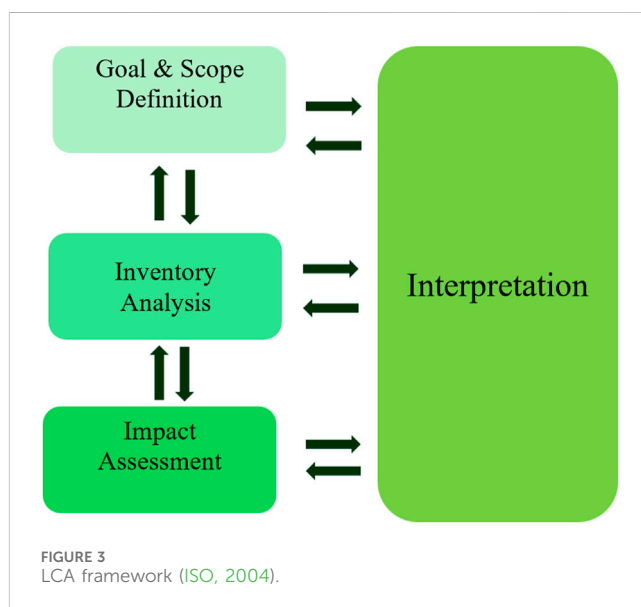 Goal & Scope
Definition
Inventory
Analysis
Impact
Assessment
Interpretation
FIGURE 3
LCA framework (ISO, 2004).